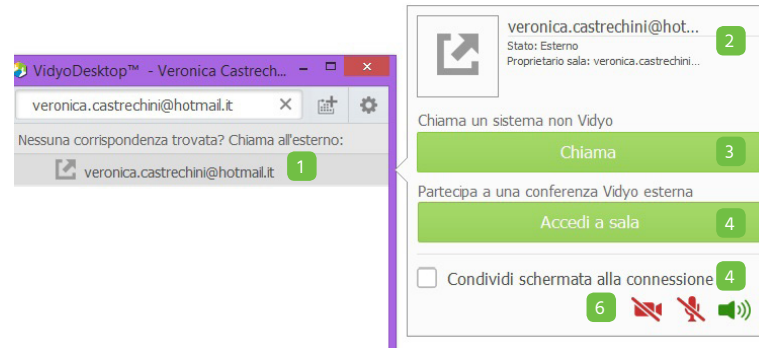 VidyoDesktop™ - Veronica Castrech...
veronica.castrechini@hotmail.it
Nessuna corrispondenza trovata? Chiama all'esterno:
veronica.castrechini@hotmail.it 1
veronica.castrechini@hot...
2
Stato: Esterno
Proprietario sala: veronica.castrechini...
Chiama un sistema non Vidyo
Chiama 3
Partecipa a una conferenza Vidyo esterna
Accedi a sala 4
Condividi schermata alla connessione 4
6